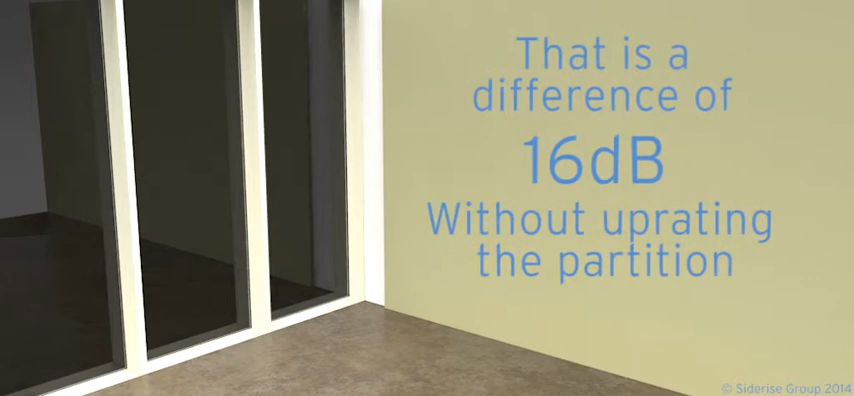 That is a
difference of
16dB
Without uprating
the partition
© Siderise Group 2014